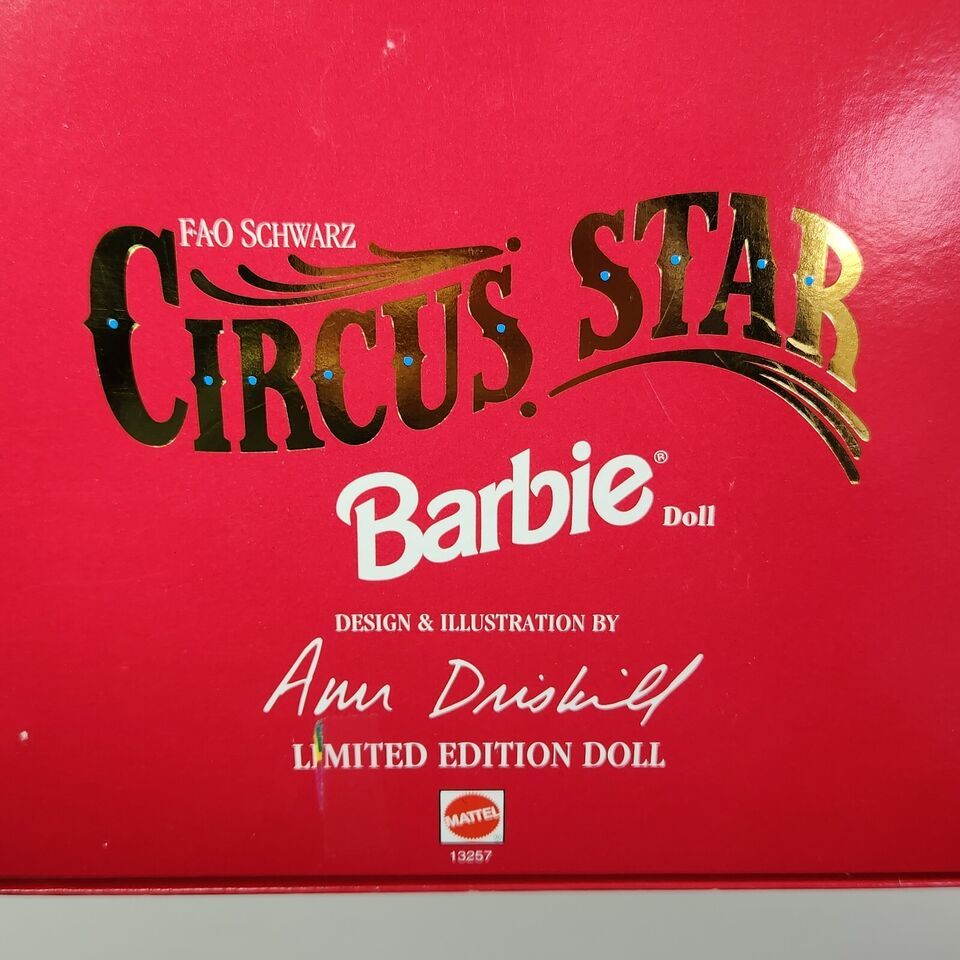 FAO SCHWARZ
CIRCUS STAR
Barbie® Doll
DESIGN & ILLUSTRATION BY
Ann Driskill
LIMITED EDITION DOLL
MATTEL
13257